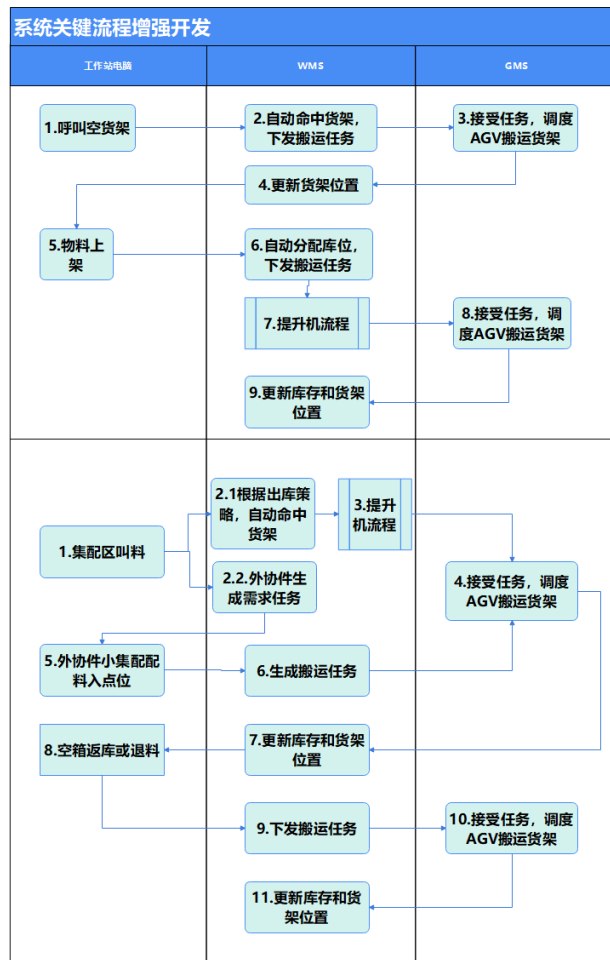 系统关键流程增强开发
工作站电脑
WMS
GMS
1.呼叫空货架
2.自动命中货架，
下发搬运任务
3.接受任务，调度
AGV搬运货架
4.更新货架位置
5.物料上
架
6.自动分配库位，
下发搬运任务
7.提升机流程
8.接受任务，调
度AGV搬运货架
9.更新库存和货架
位置
2.1根据出库策
略，自动命中
货架
3.提升
机流程
1.集配区叫料
2.2.外协件生
成需求任务
4.接受任务，调度
AGV搬运货架
5.外协件小集配配
料入点位
6.生成搬运任务
7.更新库存和货架
位置
8.空箱返库或退料
9.下发搬运任务
10.接受任务，调度
AGV搬运货架
11.更新库存和货
架位置